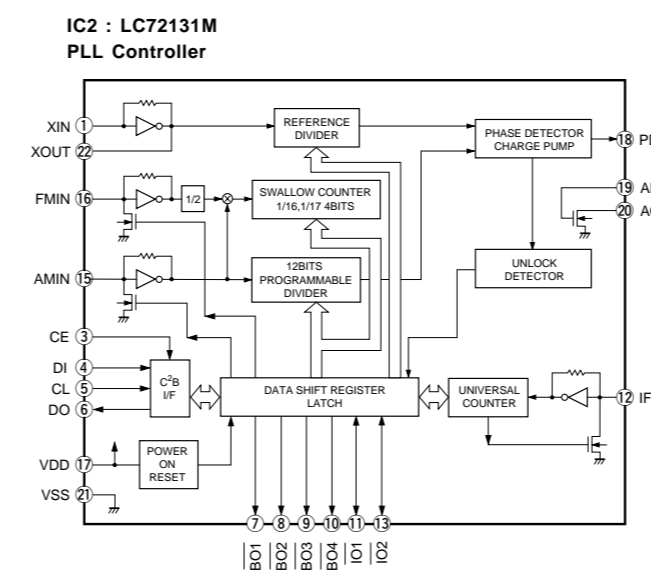 IC2 : LC72131M
PLL Controller
XIN 1
XOUT 22
FMIN 16
AMIN 15
CE 3
DI 4
CL 5
DO 6
VDD 17
VSS 21
1/2
REFERENCE
DIVIDER
SWALLOW COUNTER
1/16,1/17 4BITS
12BITS
PROGRAMMABLE
DIVIDER
PHASE DETECTOR
CHARGE PUMP
UNLOCK
DETECTOR
C²B
I/F
DATA SHIFT REGISTER
LATCH
UNIVERSAL
COUNTER
POWER
ON
RESET
18
19
20
12 IF
7 8 9 10 11 13
BO1
BO2
BO3
BO4
IO1
IO2